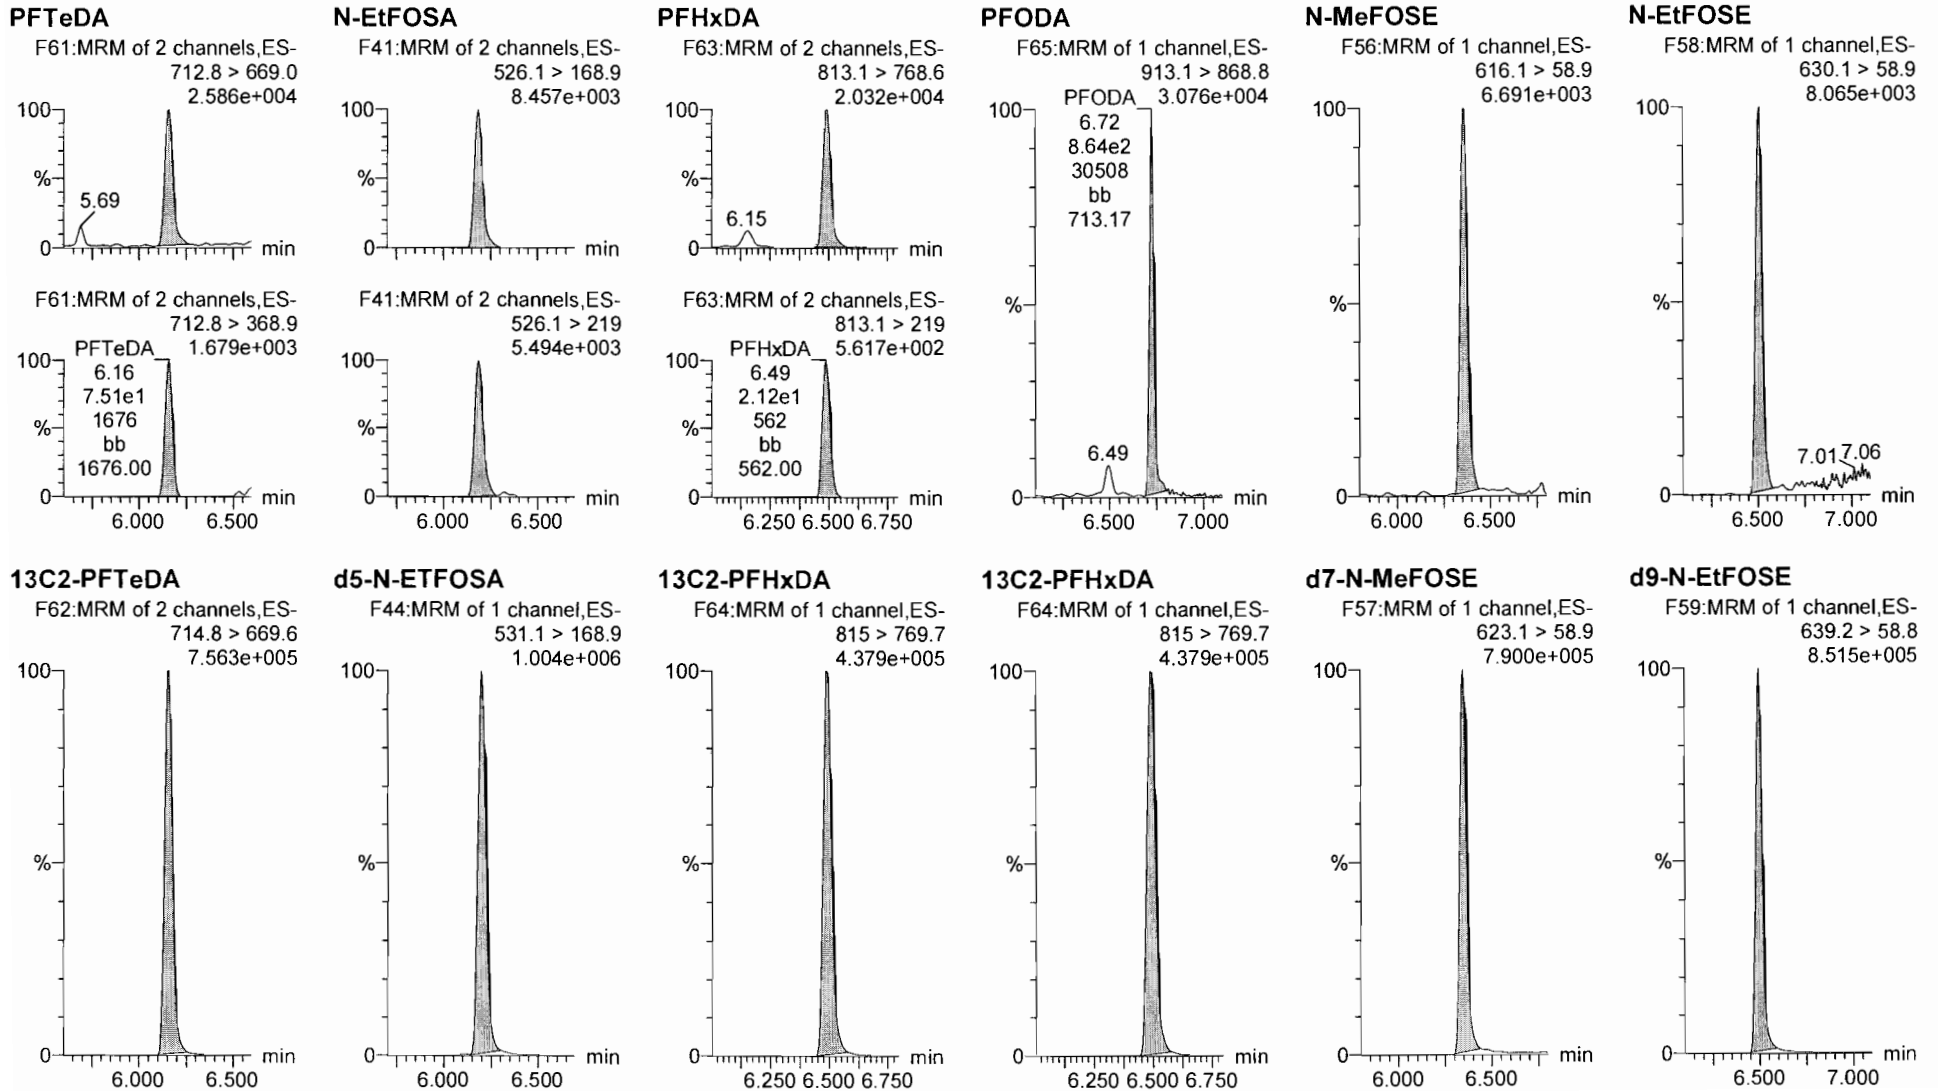 PFTeDA
F61:MRM of 2 channels,ES-
712.8 > 669.0
2.586e+004
100
%
5.69
0
min
F61:MRM of 2 channels,ES-
712.8 > 368.9
1.679e+003
PFTeDA
6.16
7.51e1
1676
bb
1676.00
100
%
0
min
6.000 6.500
N-EtFOSA
F41:MRM of 2 channels,ES-
526.1 > 168.9
8.457e+003
100
%
0
min
F41:MRM of 2 channels,ES-
526.1 > 219
5.494e+003
100
%
0
min
6.000 6.500
PFHxDA
F63:MRM of 2 channels,ES-
813.1 > 768.6
2.032e+004
100
%
6.15
0
min
F63:MRM of 2 channels,ES-
813.1 > 219
5.617e+002
PFHxDA
6.49
2.12e1
562
bb
562.00
100
%
0
min
6.250 6.500 6.750
PFODA
F65:MRM of 1 channel,ES-
913.1 > 868.8
3.076e+004
PFODA
6.72
8.64e2
30508
bb
713.17
100
%
6.49
0
min
6.500 7.000
N-MeFOSE
F56:MRM of 1 channel,ES-
616.1 > 58.9
6.691e+003
100
%
0
min
6.000 6.500
N-EtFOSE
F58:MRM of 1 channel,ES-
630.1 > 58.9
8.065e+003
100
%
7.01 7.06
0
min
6.500 7.000
13C2-PFTeDA
F62:MRM of 2 channels,ES-
714.8 > 669.6
7.563e+005
100
%
0
min
6.000 6.500
d5-N-ETFOSA
F44:MRM of 1 channel,ES-
531.1 > 168.9
1.004e+006
100
%
0
min
6.000 6.500
13C2-PFHxDA
F64:MRM of 1 channel,ES-
815 > 769.7
4.379e+005
100
%
0
min
6.250 6.500 6.750
13C2-PFHxDA
F64:MRM of 1 channel,ES-
815 > 769.7
4.379e+005
100
%
0
min
6.250 6.500 6.750
d7-N-MeFOSE
F57:MRM of 1 channel,ES-
623.1 > 58.9
7.900e+005
100
%
0
min
6.000 6.500
d9-N-EtFOSE
F59:MRM of 1 channel,ES-
639.2 > 58.8
8.515e+005
100
%
0
min
6.500 7.000